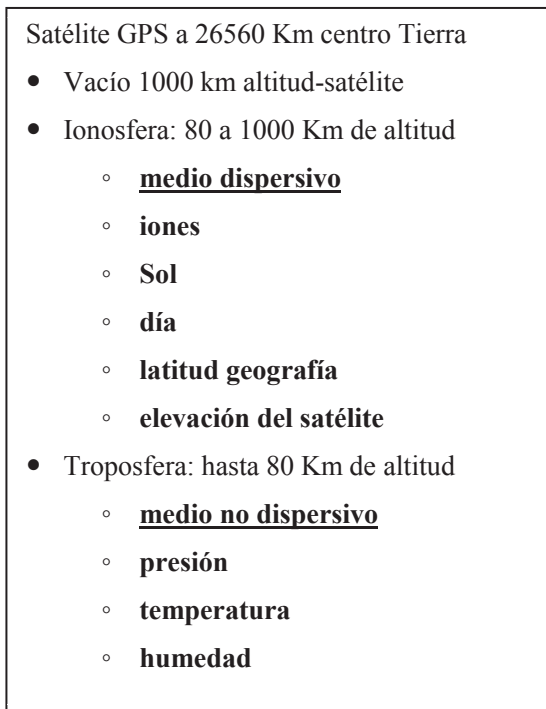 Satélite GPS a 26560 Km centro Tierra
● Vacío 1000 km altitud-satélite
● Ionosfera: 80 a 1000 Km de altitud
◦ medio dispersivo
◦ iones
◦ Sol
◦ día
◦ latitud geografía
◦ elevación del satélite
● Troposfera: hasta 80 Km de altitud
◦ medio no dispersivo
◦ presión
◦ temperatura
◦ humedad